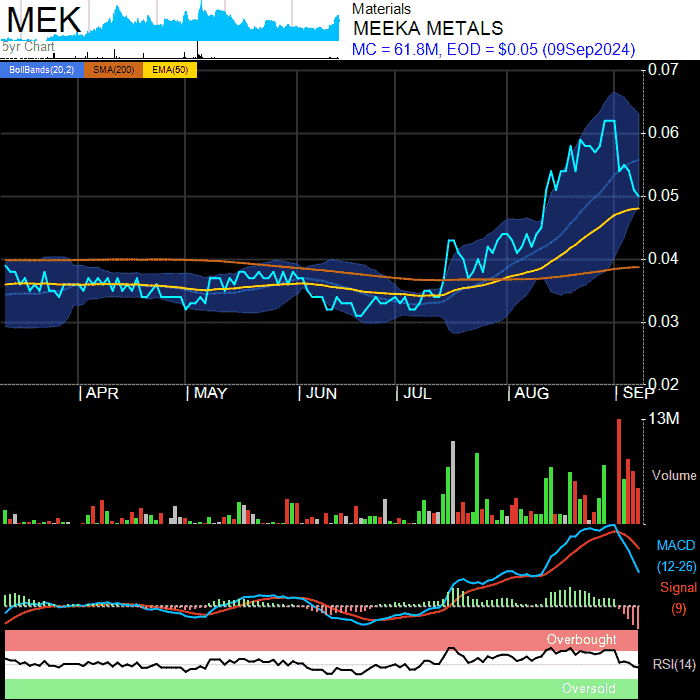 MEK
5yr Chart
Materials
MEEKA METALS
MC = 61.8M, EOD = $0.05 (09Sep2024)
BollBands(20,2) SMA(200) EMA(50)
0.07
0.06
0.05
0.04
0.03
0.02
APR MAY JUN JUL AUG SEP
13M
Volume
MACD
(12-26)
Signal
(9)
Overbought
RSI(14)
Oversold